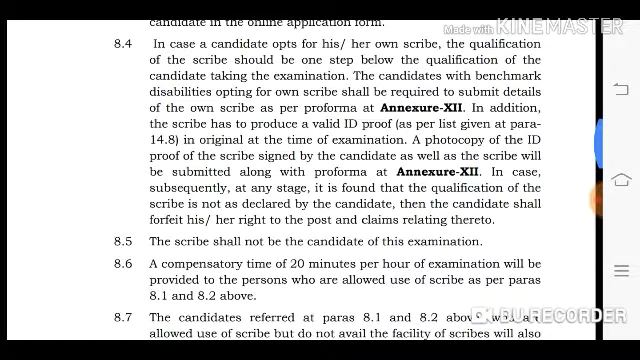 candidate in the online application form.
Made with KINEMASTER
8.4 In case a candidate opts for his/ her own scribe, the qualification
of the scribe should be one step below the qualification of the
candidate taking the examination. The candidates with benchmark
disabilities opting for own scribe shall be required to submit details
of the own scribe as per proforma at Annexure-XII. In addition,
the scribe has to produce a valid ID proof (as per list given at para-
14.8) in original at the time of examination. A photocopy of the ID
proof of the scribe signed by the candidate as well as the scribe will
be submitted along with proforma at Annexure-XII. In case,
subsequently, at any stage, it is found that the qualification of the
scribe is not as declared by the candidate, then the candidate shall
forfeit his/ her right to the post and claims relating thereto.
8.5 The scribe shall not be the candidate of this examination.
8.6 A compensatory time of 20 minutes per hour of examination will be
provided to the persons who are allowed use of scribe as per paras
8.1 and 8.2 above.
DU RECORDER
8.7 The candidates referred at paras 8.1 and 8.2 above who are
allowed use of scribe but do not avail the facility of scribes will also